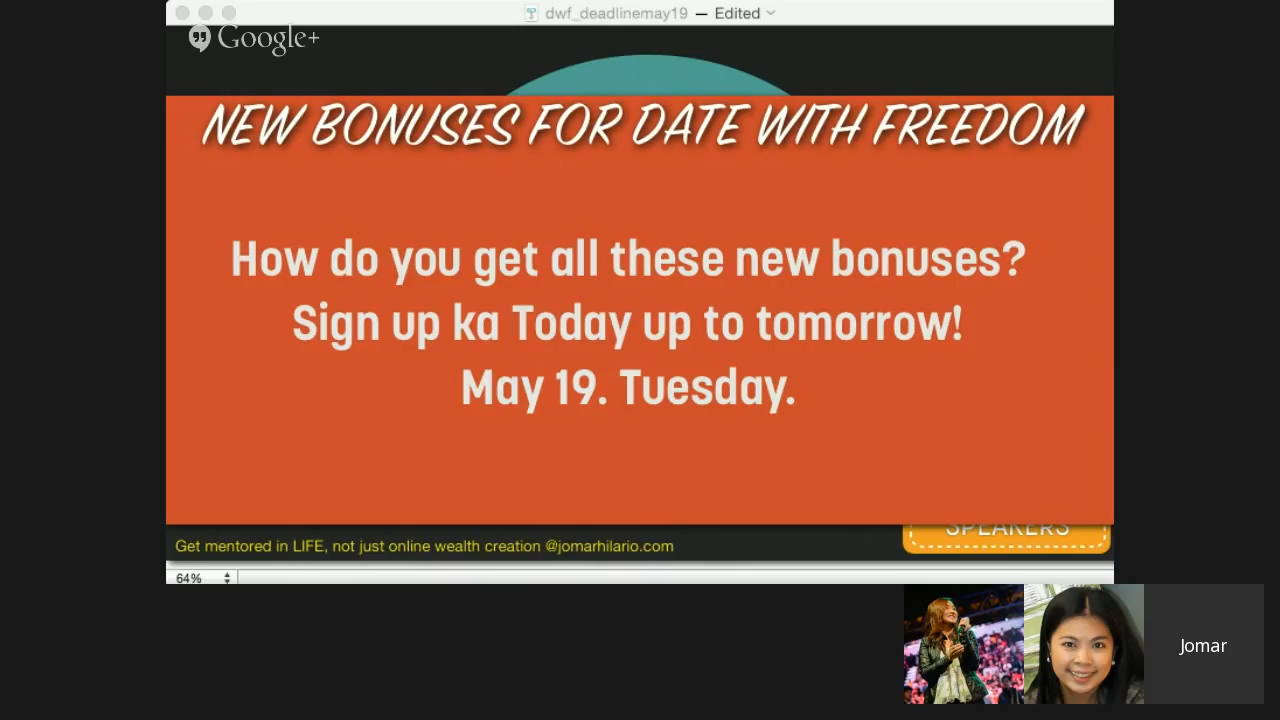 dwf_deadlinemay19 — Edited
Google+
NEW BONUSES FOR DATE WITH FREEDOM
How do you get all these new bonuses?
Sign up ka Today up to tomorrow!
May 19. Tuesday.
SPEAKERS
Get mentored in LIFE, not just online wealth creation @jomarhilario.com
64%
Jomar